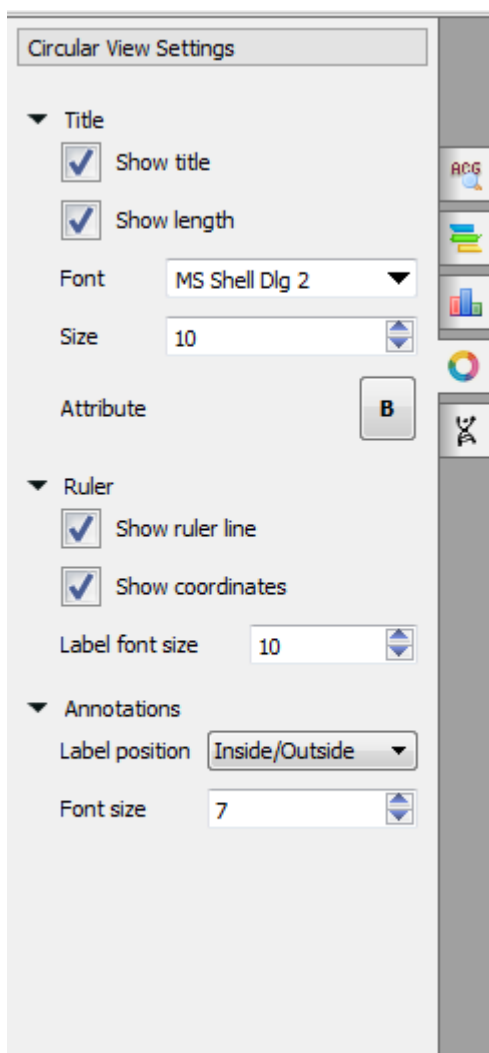 Circular View Settings
Title
Show title
ACG
Show length
Font MS Shell Dlg 2
Size 10
Attribute B
Ruler
Show ruler line
Show coordinates
Label font size 10
Annotations
Label position Inside/Outside
Font size 7